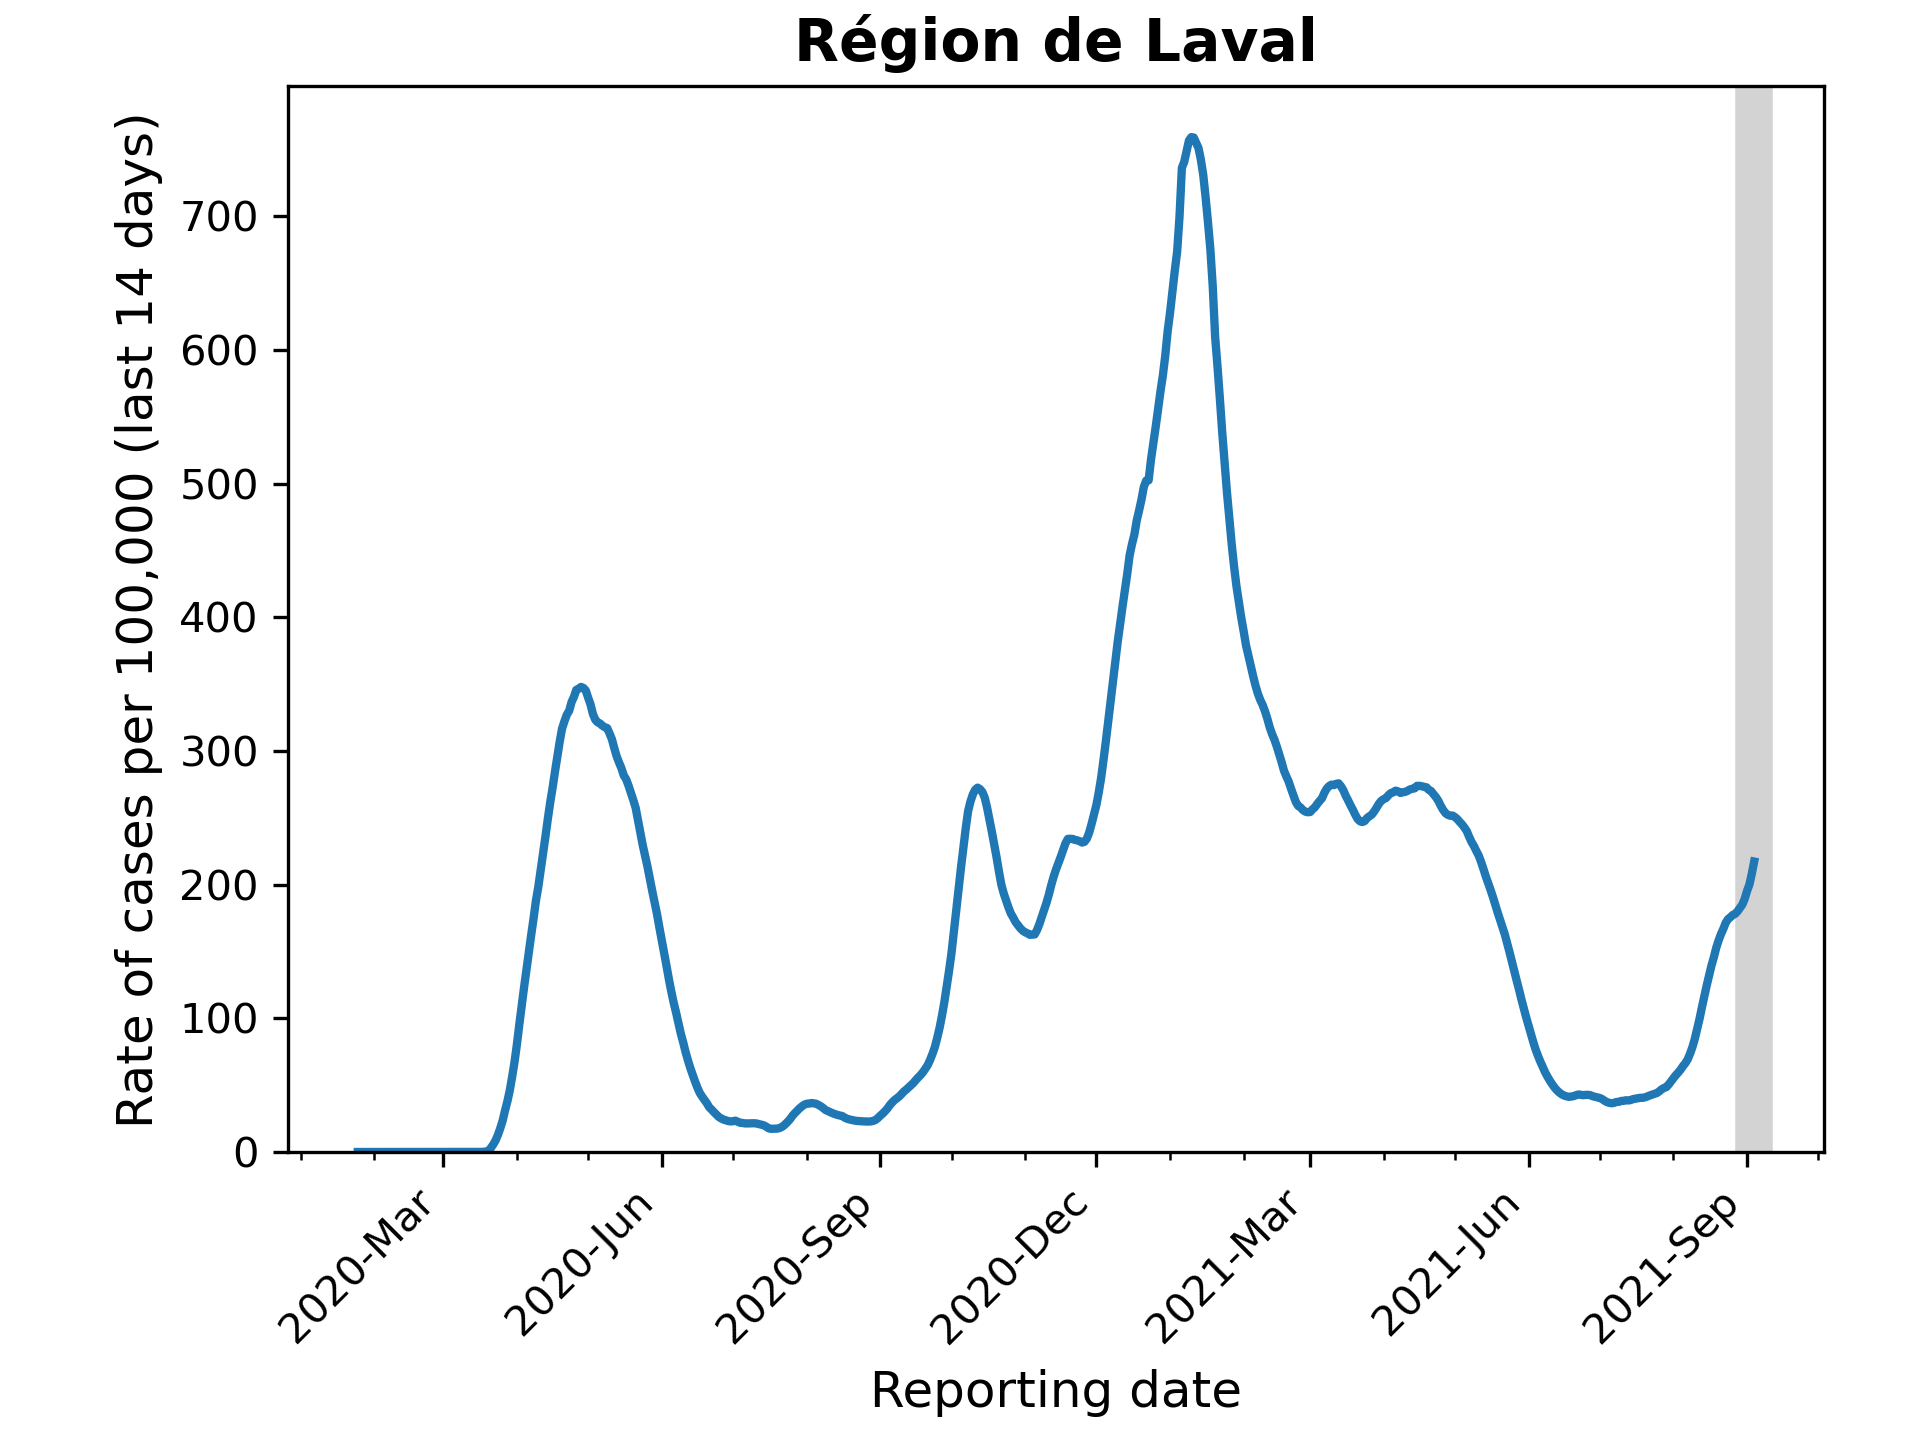 Région de Laval
Rate of cases per 100,000 (last 14 days)
700
600
500
400
300
200
100
0
2020-Mar
2020-Jun
2020-Sep
2020-Dec
2021-Mar
2021-Jun
2021-Sep
Reporting date